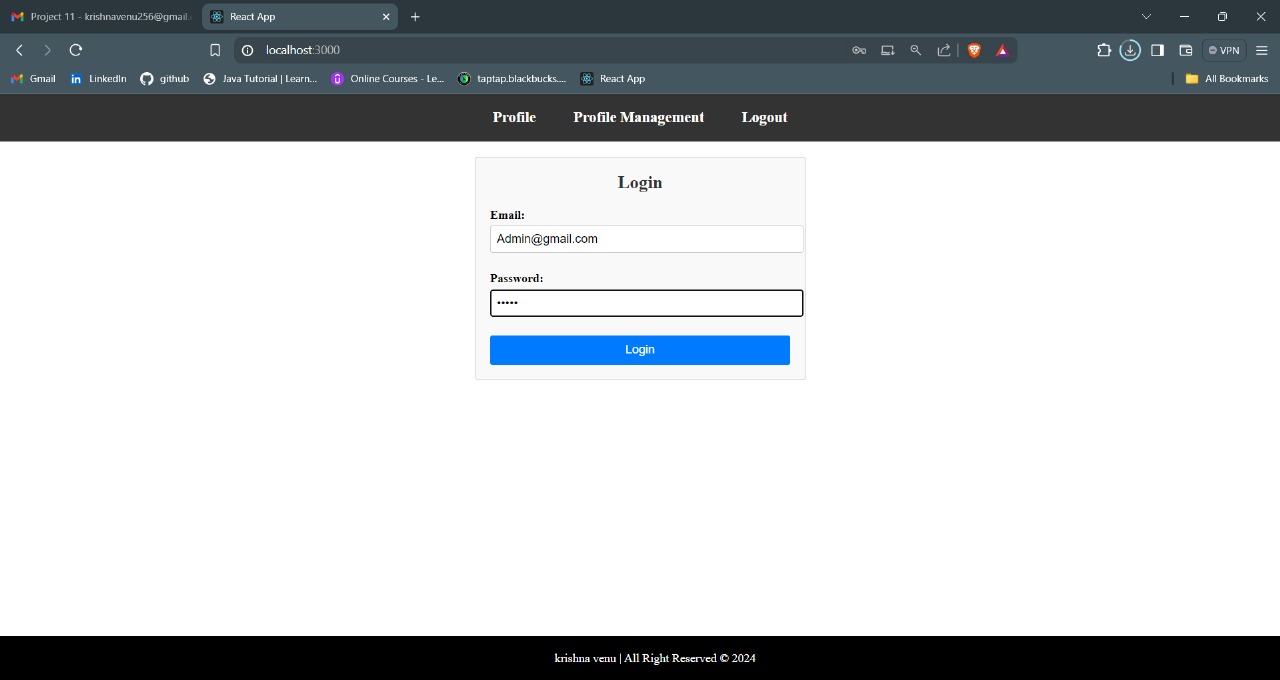 Project 11 - krishnavenu256@gmail.
React App
localhost:3000
VPN
Gmail
LinkedIn
github
Java Tutorial | Learn...
Online Courses - Le...
taptap.blackbucks....
React App
All Bookmarks
Profile
Profile Management
Logout
Login
Email:
Admin@gmail.com
Password:
•••••
Login
krishna venu | All Right Reserved © 2024